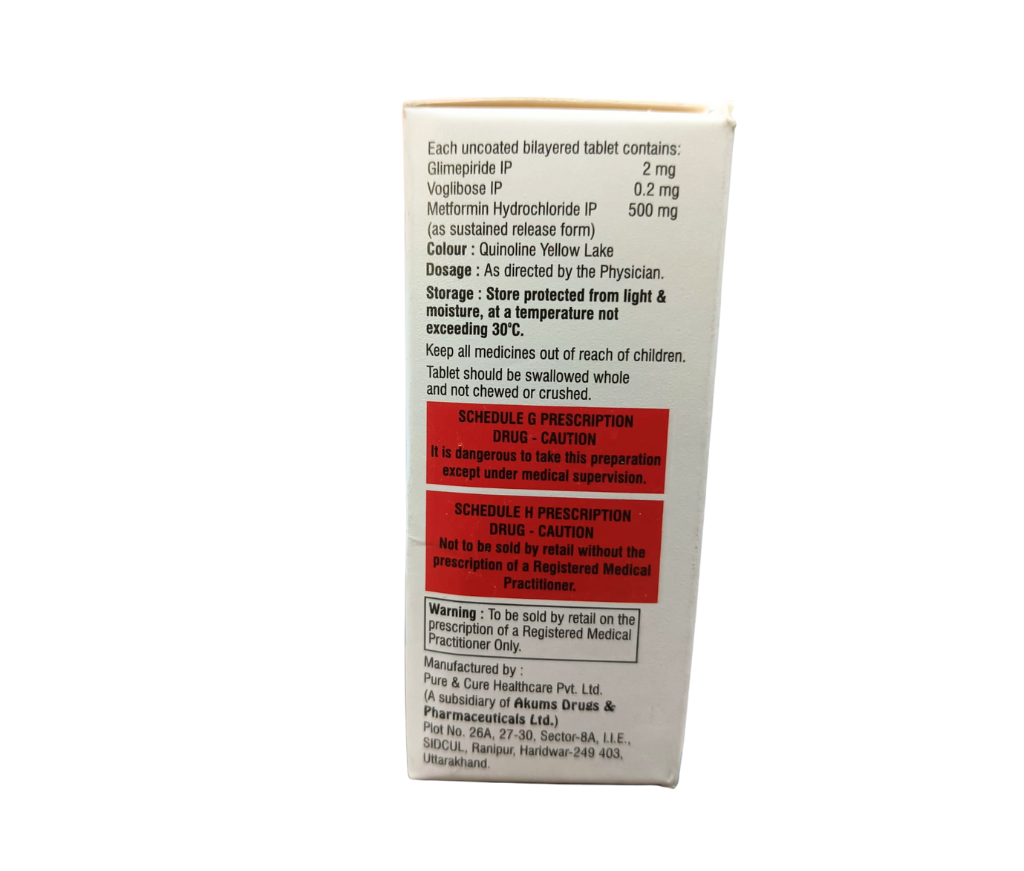 Each uncoated bilayered tablet contains:
Glimepiride IP 2 mg
Voglibose IP 0.2 mg
Metformin Hydrochloride IP 500 mg
(as sustained release form)
Colour : Quinoline Yellow Lake
Dosage : As directed by the Physician.
Storage : Store protected from light &
moisture, at a temperature not
exceeding 30°C.
Keep all medicines out of reach of children.
Tablet should be swallowed whole
and not chewed or crushed.
SCHEDULE G PRESCRIPTION
DRUG - CAUTION
It is dangerous to take this preparation
except under medical supervision.
SCHEDULE H PRESCRIPTION
DRUG - CAUTION
Not to be sold by retail without the
prescription of a Registered Medical
Practitioner.
Warning : To be sold by retail on the
prescription of a Registered Medical
Practitioner Only.
Manufactured by :
Pure & Cure Healthcare Pvt. Ltd.
(A subsidiary of Akums Drugs &
Pharmaceuticals Ltd.)
Plot No. 26A, 27-30, Sector-8A, I.I.E.,
SIDCUL, Ranipur, Haridwar-249 403,
Uttarakhand.